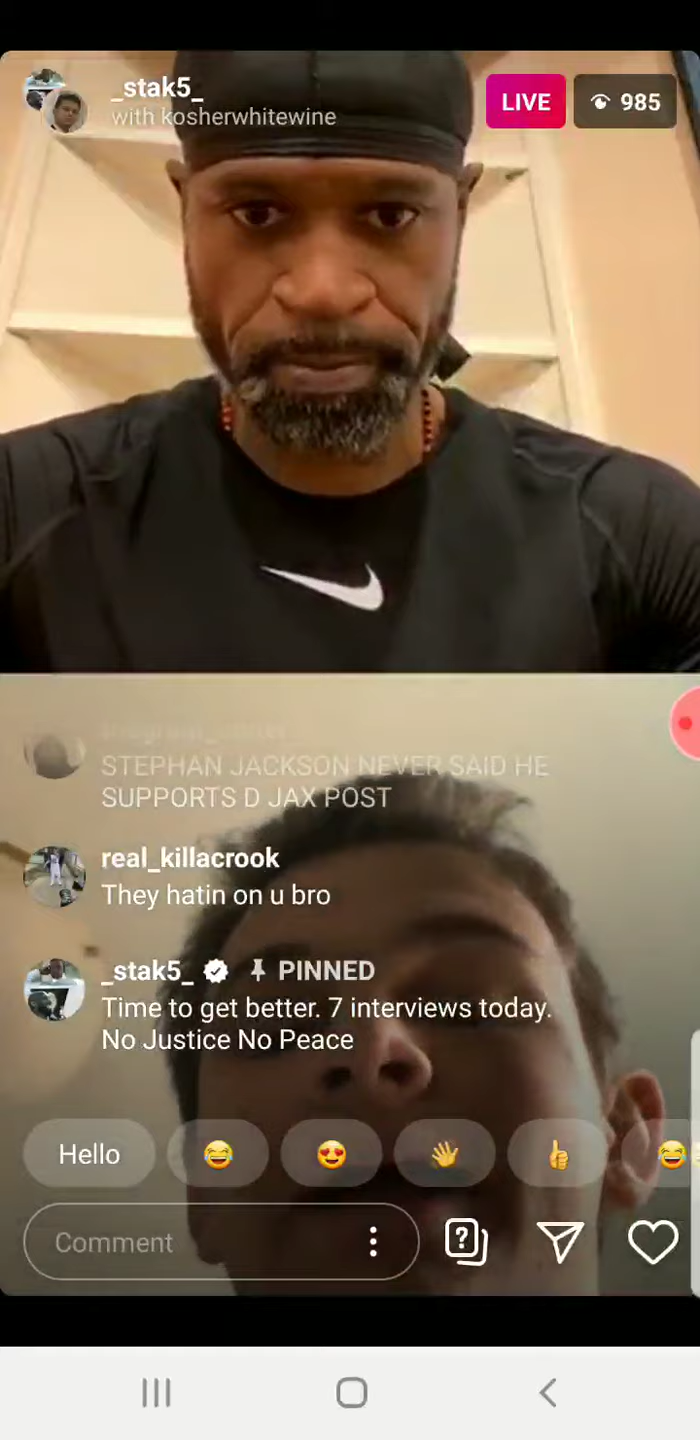 _stak5_
with kosherwhitewine
LIVE
985
STEPHAN JACKSON NEVER SAID HE
SUPPORTS D JAX POST
real_killacrook
They hatin on u bro
_stak5_ PINNED
Time to get better. 7 interviews today.
No Justice No Peace
Hello
Comment